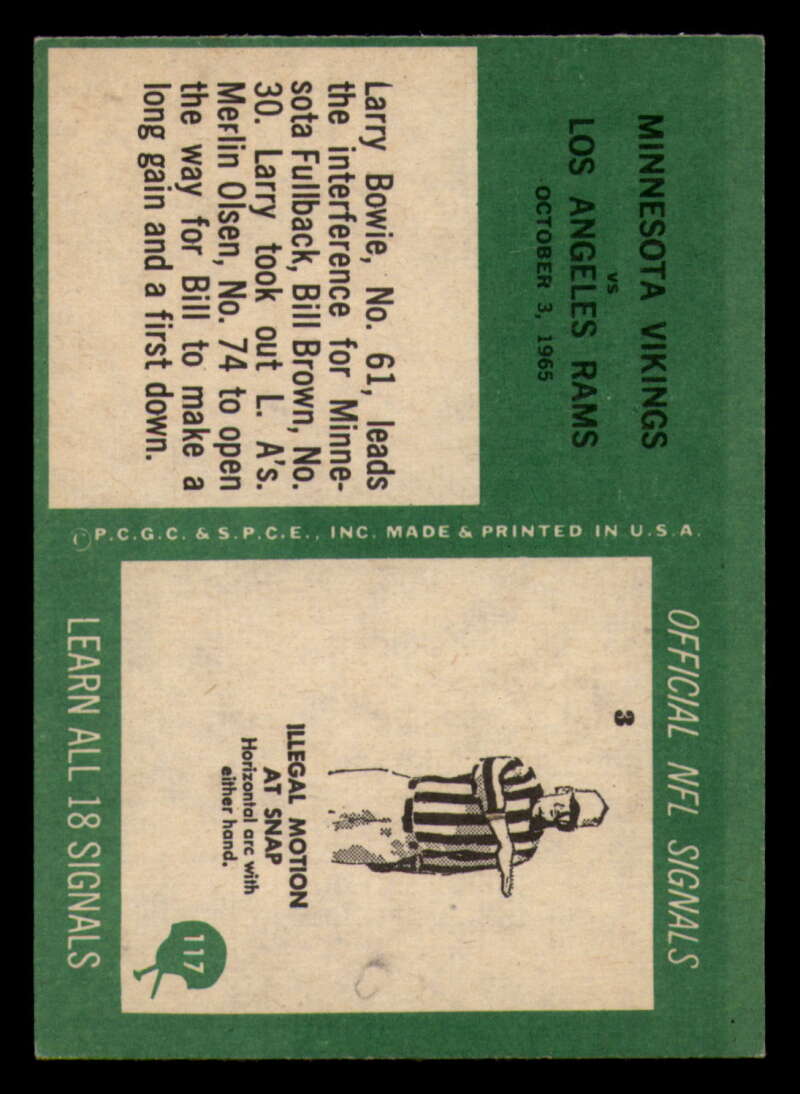 MINNESOTA VIKINGS
vs
LOS ANGELES RAMS
OCTOBER 3, 1965
Larry Bowie, No. 61, leads
the interference for Minne-
sota Fullback, Bill Brown, No.
30. Larry took out L. A's.
Merlin Olsen, No. 74 to open
the way for Bill to make a
long gain and a first down.
©P.C.G.C. & S.P.C.E., INC. MADE & PRINTED IN U.S.A.
OFFICIAL NFL SIGNALS
3
ILLEGAL MOTION
AT SNAP
Horizontal arc with
either hand.
117
LEARN ALL 18 SIGNALS